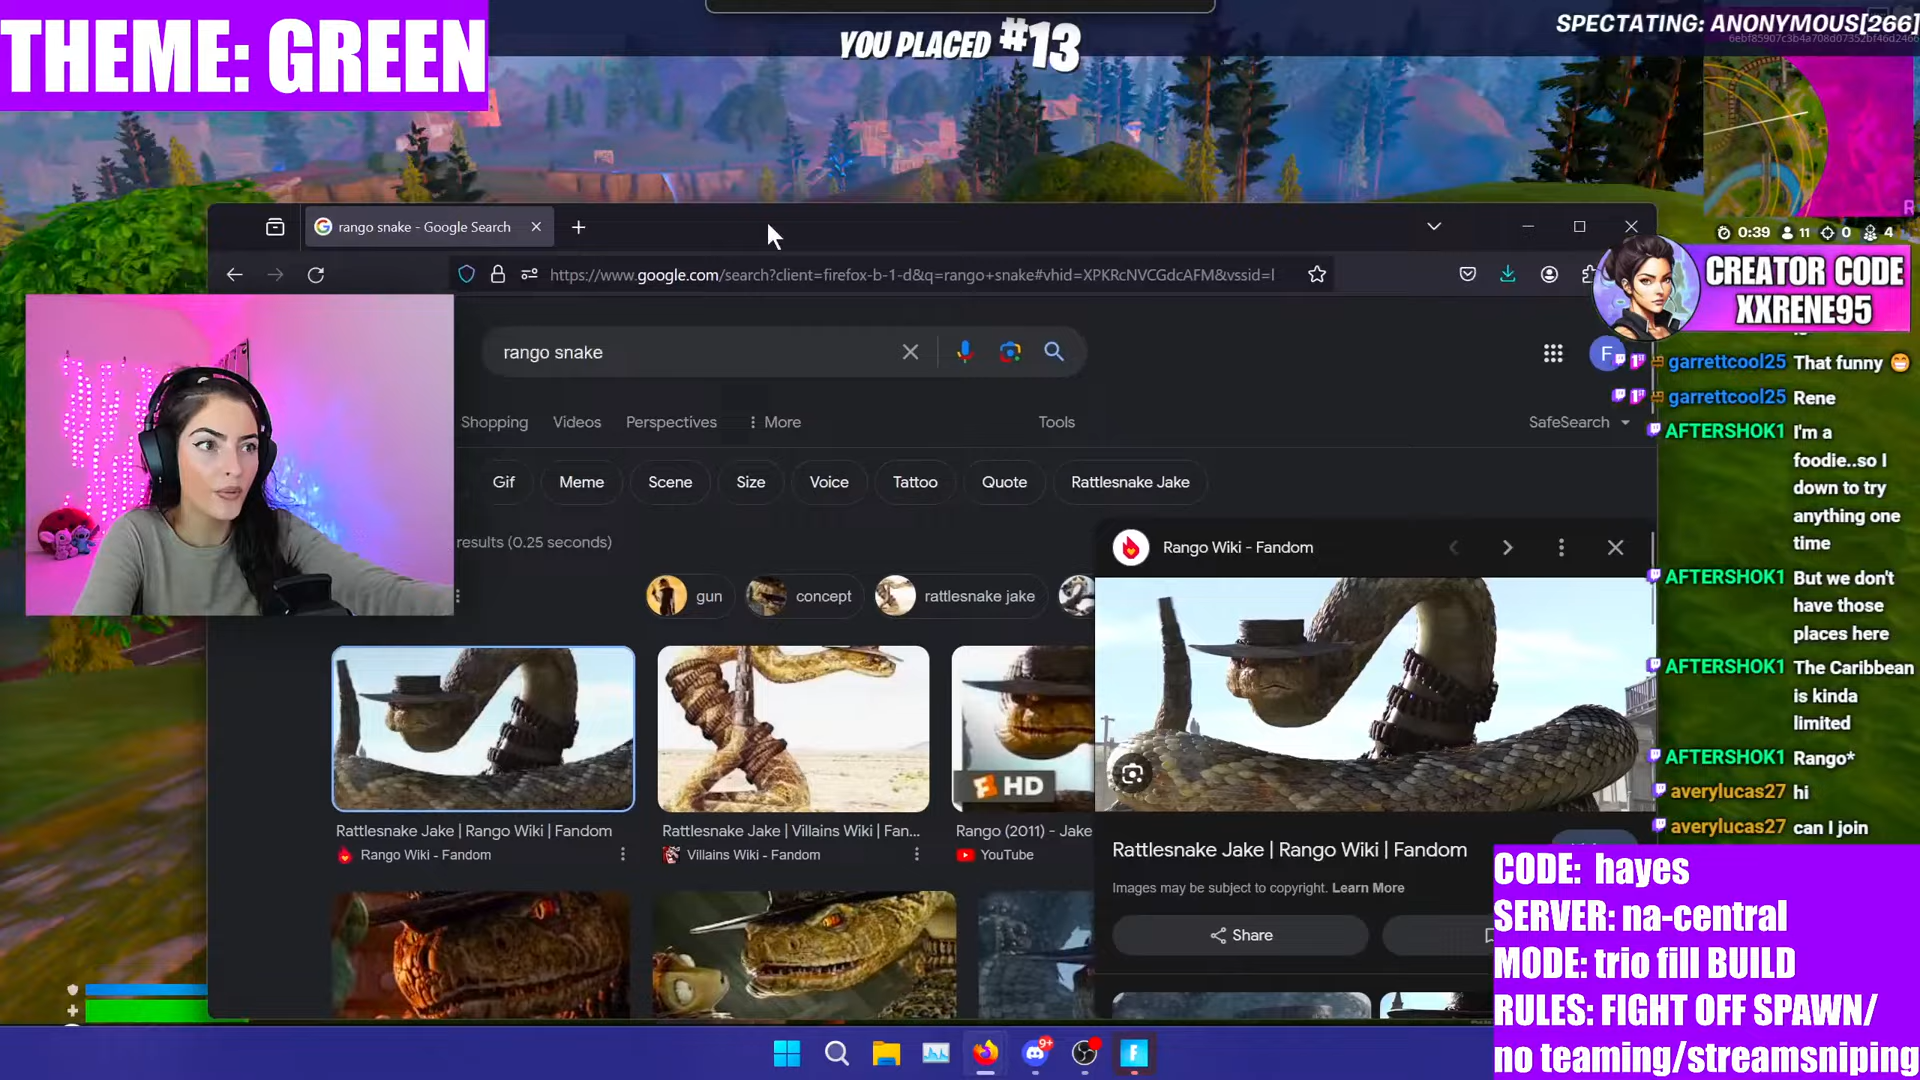 THEME: GREEN
YOU PLACED #13
SPECTATING: ANONYMOUS[266]
rango snake - Google Search
0:39 11 0 4
https://www.google.com/search?client=firefox-b-1-d&q=rango+snake#vhid=XPKRcNVCGdcAFM&vssid=l
CREATOR CODE
XXRENE95
rango snake
F
garrettcool25 That funny
garrettcool25 Rene
Shopping
Videos
Perspectives
More
Tools
SafeSearch
AFTERSHOK1 I'm a
foodie..so I
down to try
anything one
time
Gif
Meme
Scene
Size
Voice
Tattoo
Quote
Rattlesnake Jake
results (0.25 seconds)
Rango Wiki - Fandom
AFTERSHOK1 But we don't
have those
places here
gun
concept
rattlesnake jake
AFTERSHOK1 The Caribbean
is kinda
limited
AFTERSHOK1 Rango*
averylucas27 hi
averylucas27 can I join
HD
Rattlesnake Jake | Rango Wiki | Fandom
Rango Wiki - Fandom
Rattlesnake Jake | Villains Wiki | Fan...
Villains Wiki - Fandom
Rango (2011) - Jake
YouTube
Rattlesnake Jake | Rango Wiki | Fandom
Images may be subject to copyright. Learn More
Share
CODE: hayes
SERVER: na-central
MODE: trio fill BUILD
RULES: FIGHT OFF SPAWN/
no teaming/streamsniping
9+